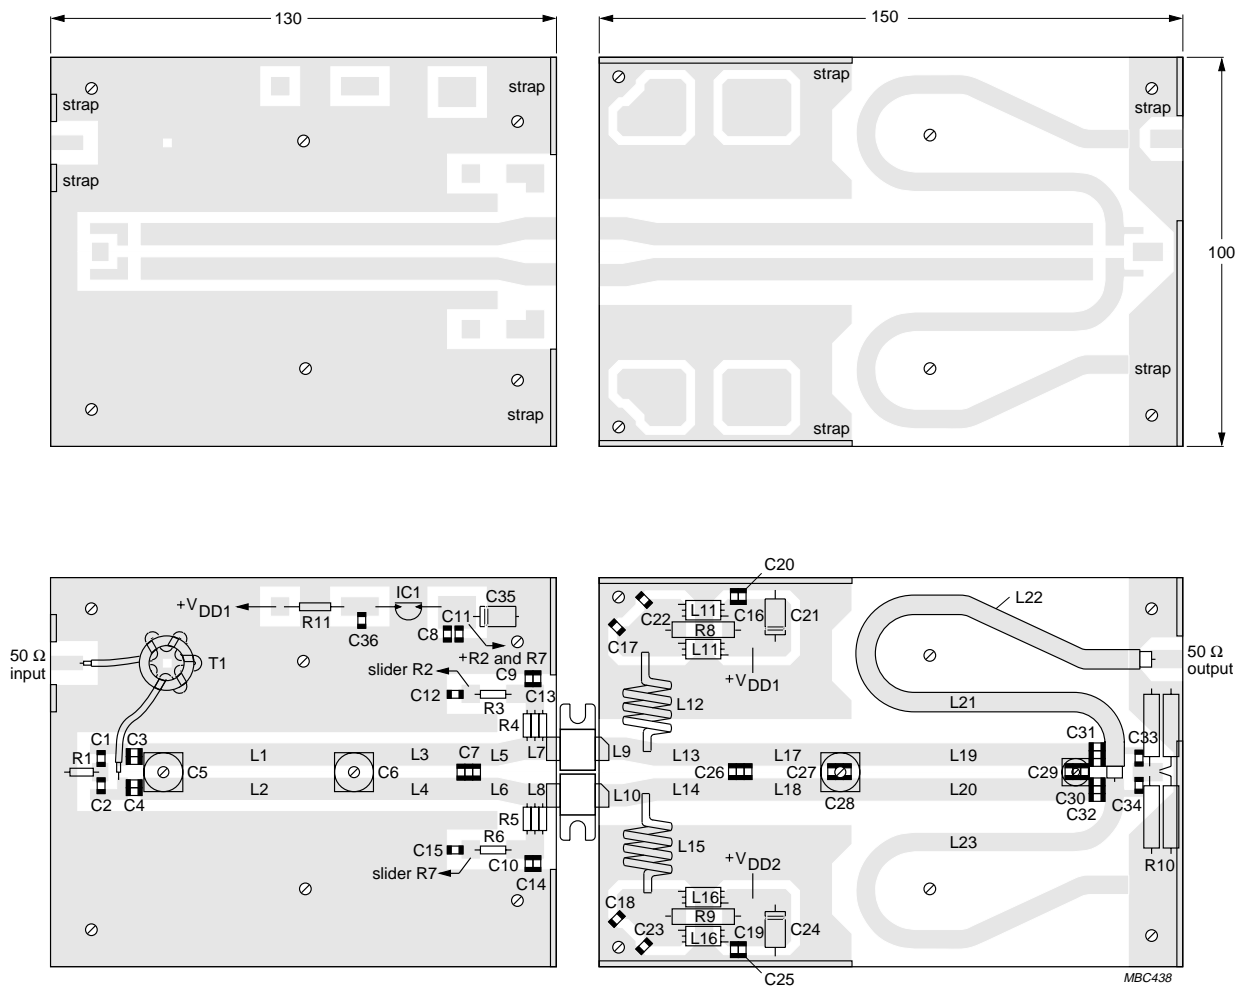 130
150
strap
strap
strap
strap
strap
strap
100
strap
strap
strap
C20
+VDD1
IC1
C35
R11
C36
C8
C11
C22
L11
C16
C21
R8
C17
L11
L22
50 Ω
input
T1
+R2 and R7
slider R2
C9
+VDD1
50 Ω
output
C12
R3
C13
L12
L21
R4
R1
C1
C3
L1
L3
C7
L5
L7
L9
L13
L17
L19
C31
C33
C5
C6
C26
C27
C29
C2
C4
L2
L4
L6
L8
L10
L14
L18
C28
L20
C30
C32
C34
R5
R6
C15
C10
L15
+VDD2
L23
R10
slider R7
C14
C18
L16
R9
C23
L16
C19
C24
C25
MBC438